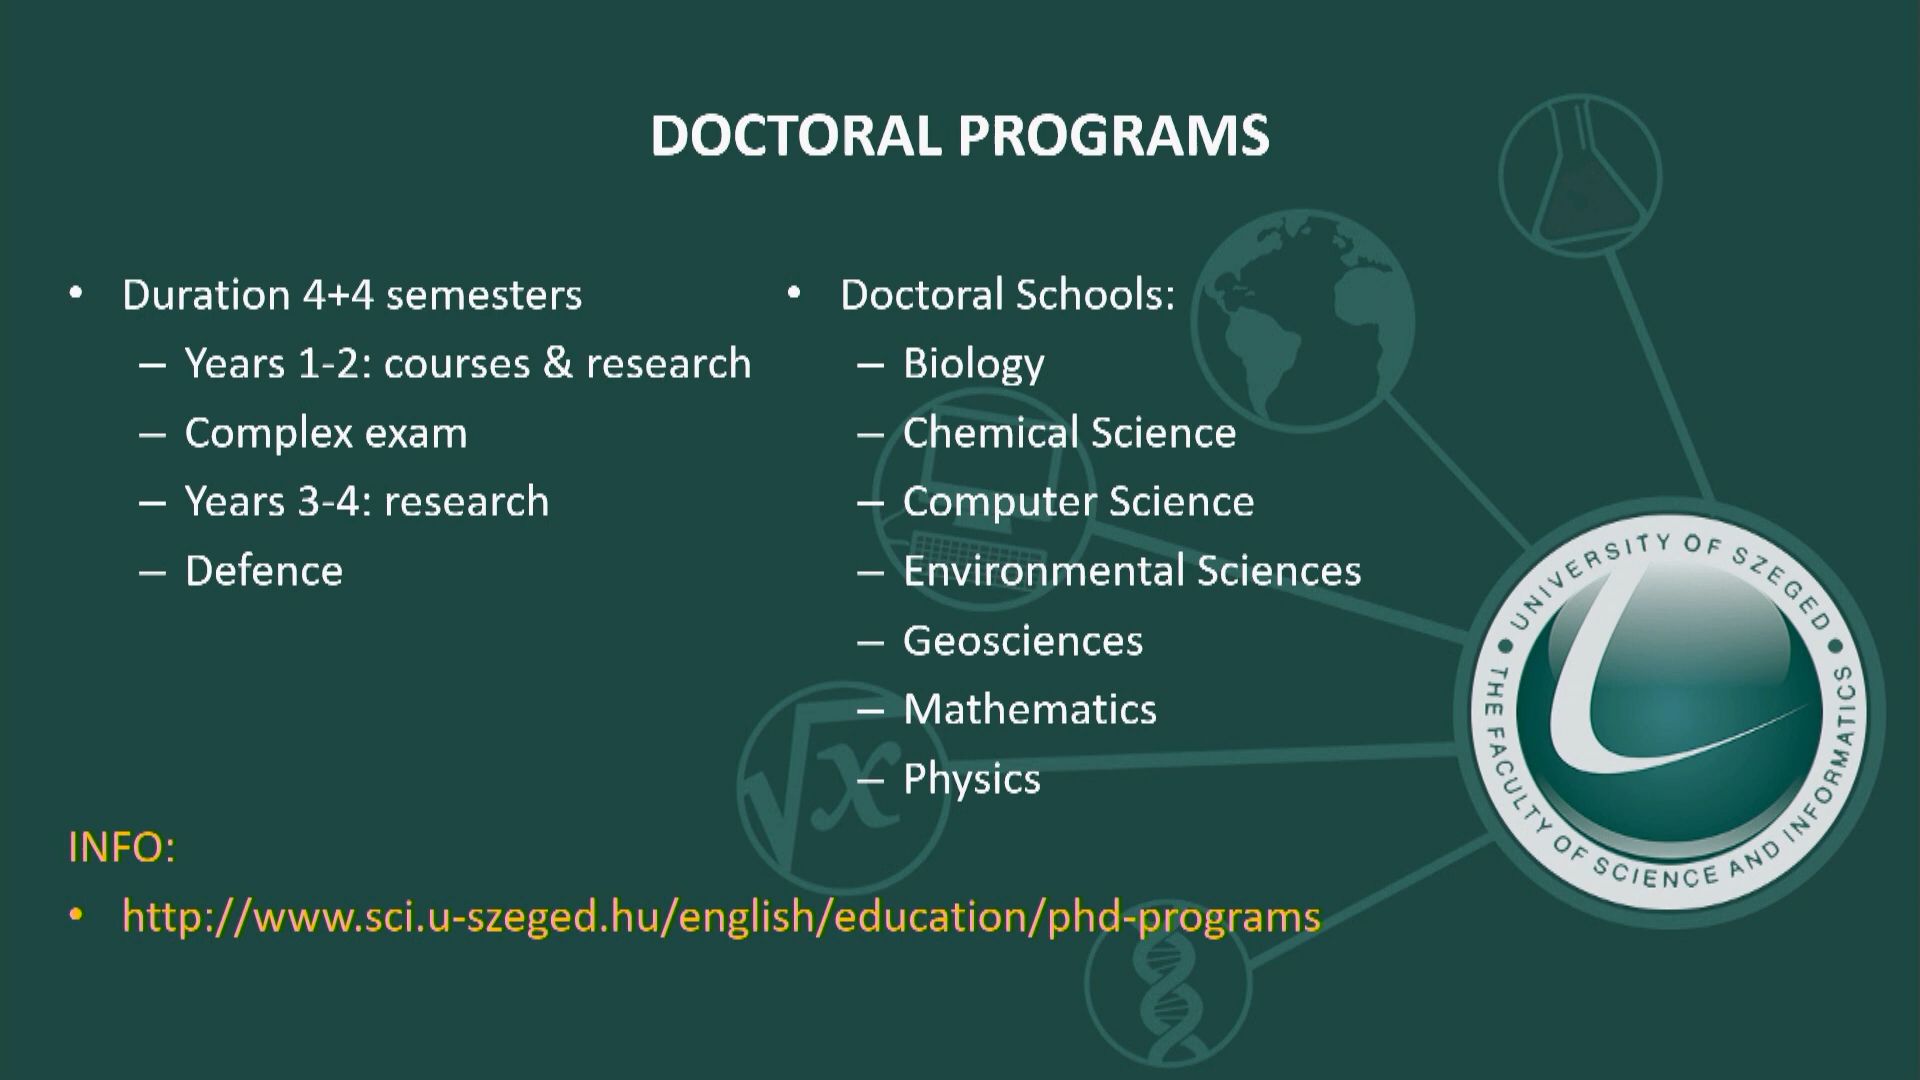 DOCTORAL PROGRAMS
• Duration 4+4 semesters
– Years 1-2: courses & research
– Complex exam
– Years 3-4: research
– Defence
• Doctoral Schools:
– Biology
– Chemical Science
– Computer Science
– Environmental Sciences
– Geosciences
– Mathematics
– Physics
INFO:
• http://www.sci.u-szeged.hu/english/education/phd-programs
√x
• UNIVERSITY OF SZEGED •
THE FACULTY OF SCIENCE AND INFORMATICS